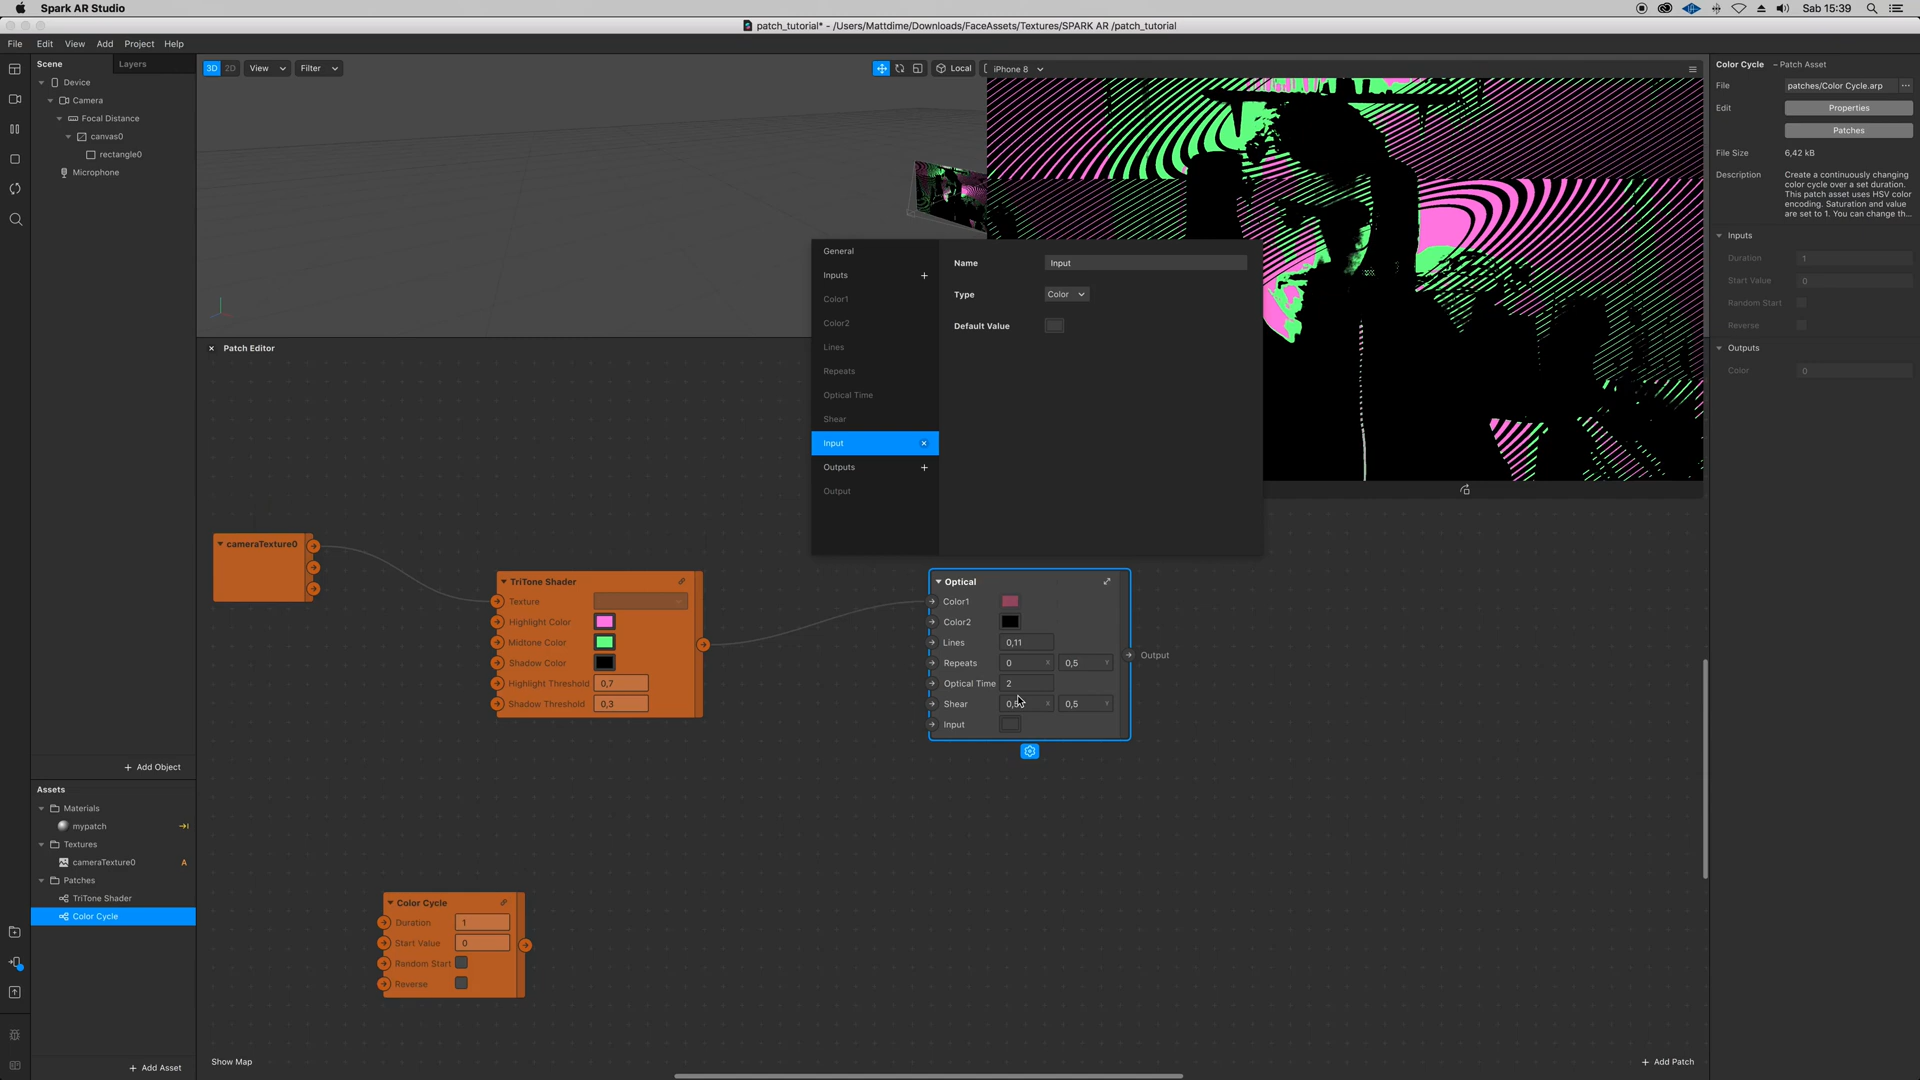 Spark AR Studio
Sab 15:39
patch_tutorial* - /Users/Mattdime/Downloads/FaceAssets/Textures/SPARK AR /patch_tutorial
File Edit View Add Project Help
Scene Layers
Device
Camera
Focal Distance
canvas0
rectangle0
Microphone
Add Object
Assets
Materials
mypatch
Textures
cameraTexture0 A
Patches
TriTone Shader
Color Cycle
Add Asset
3D 2D View Filter
Local iPhone 8
Patch Editor
General
Inputs
Color1
Color2
Lines
Repeats
Optical Time
Shear
Input
Outputs
Output
Name Input
Type Color
Default Value
cameraTexture0
TriTone Shader
Texture
Highlight Color
Midtone Color
Shadow Color
Highlight Threshold 0,7
Shadow Threshold 0,3
Optical
Color1
Color2
Lines 0,11
Repeats 0 X 0,5 Y
Optical Time 2
Shear 0,5 X 0,5 Y
Input
Output
Color Cycle
Duration 1
Start Value 0
Random Start
Reverse
Show Map
Add Patch
Color Cycle – Patch Asset
File patches/Color Cycle.arp
Edit Properties
Patches
File Size 6,42 kB
Description Create a continuously changing
color cycle over a set duration.
This patch asset uses HSV color
encoding. Saturation and value
are set to 1. You can change th...
Inputs
Duration 1
Start Value 0
Random Start
Reverse
Outputs
Color 0